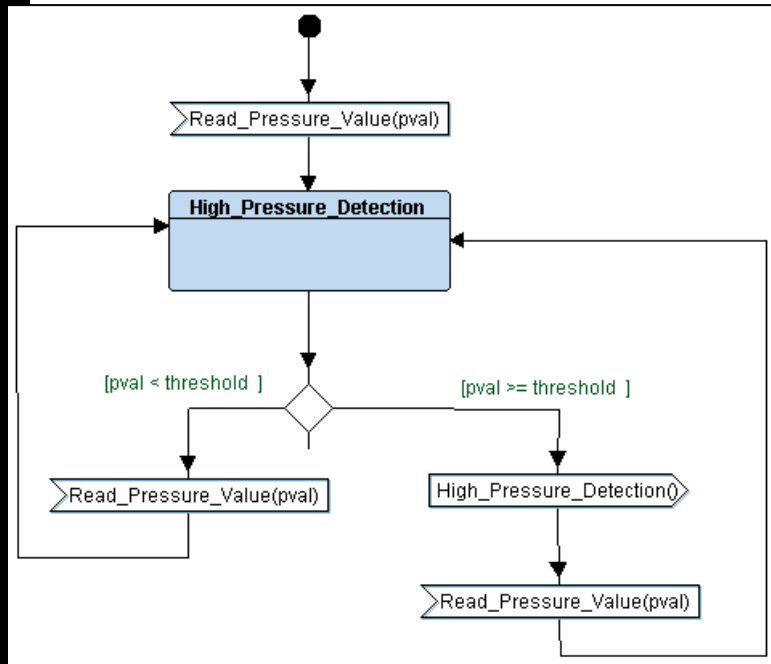 Read_Pressure_Value(pval)
High_Pressure_Detection
[pval < threshold ]
[pval >= threshold ]
Read_Pressure_Value(pval)
High_Pressure_Detection()
Read_Pressure_Value(pval)